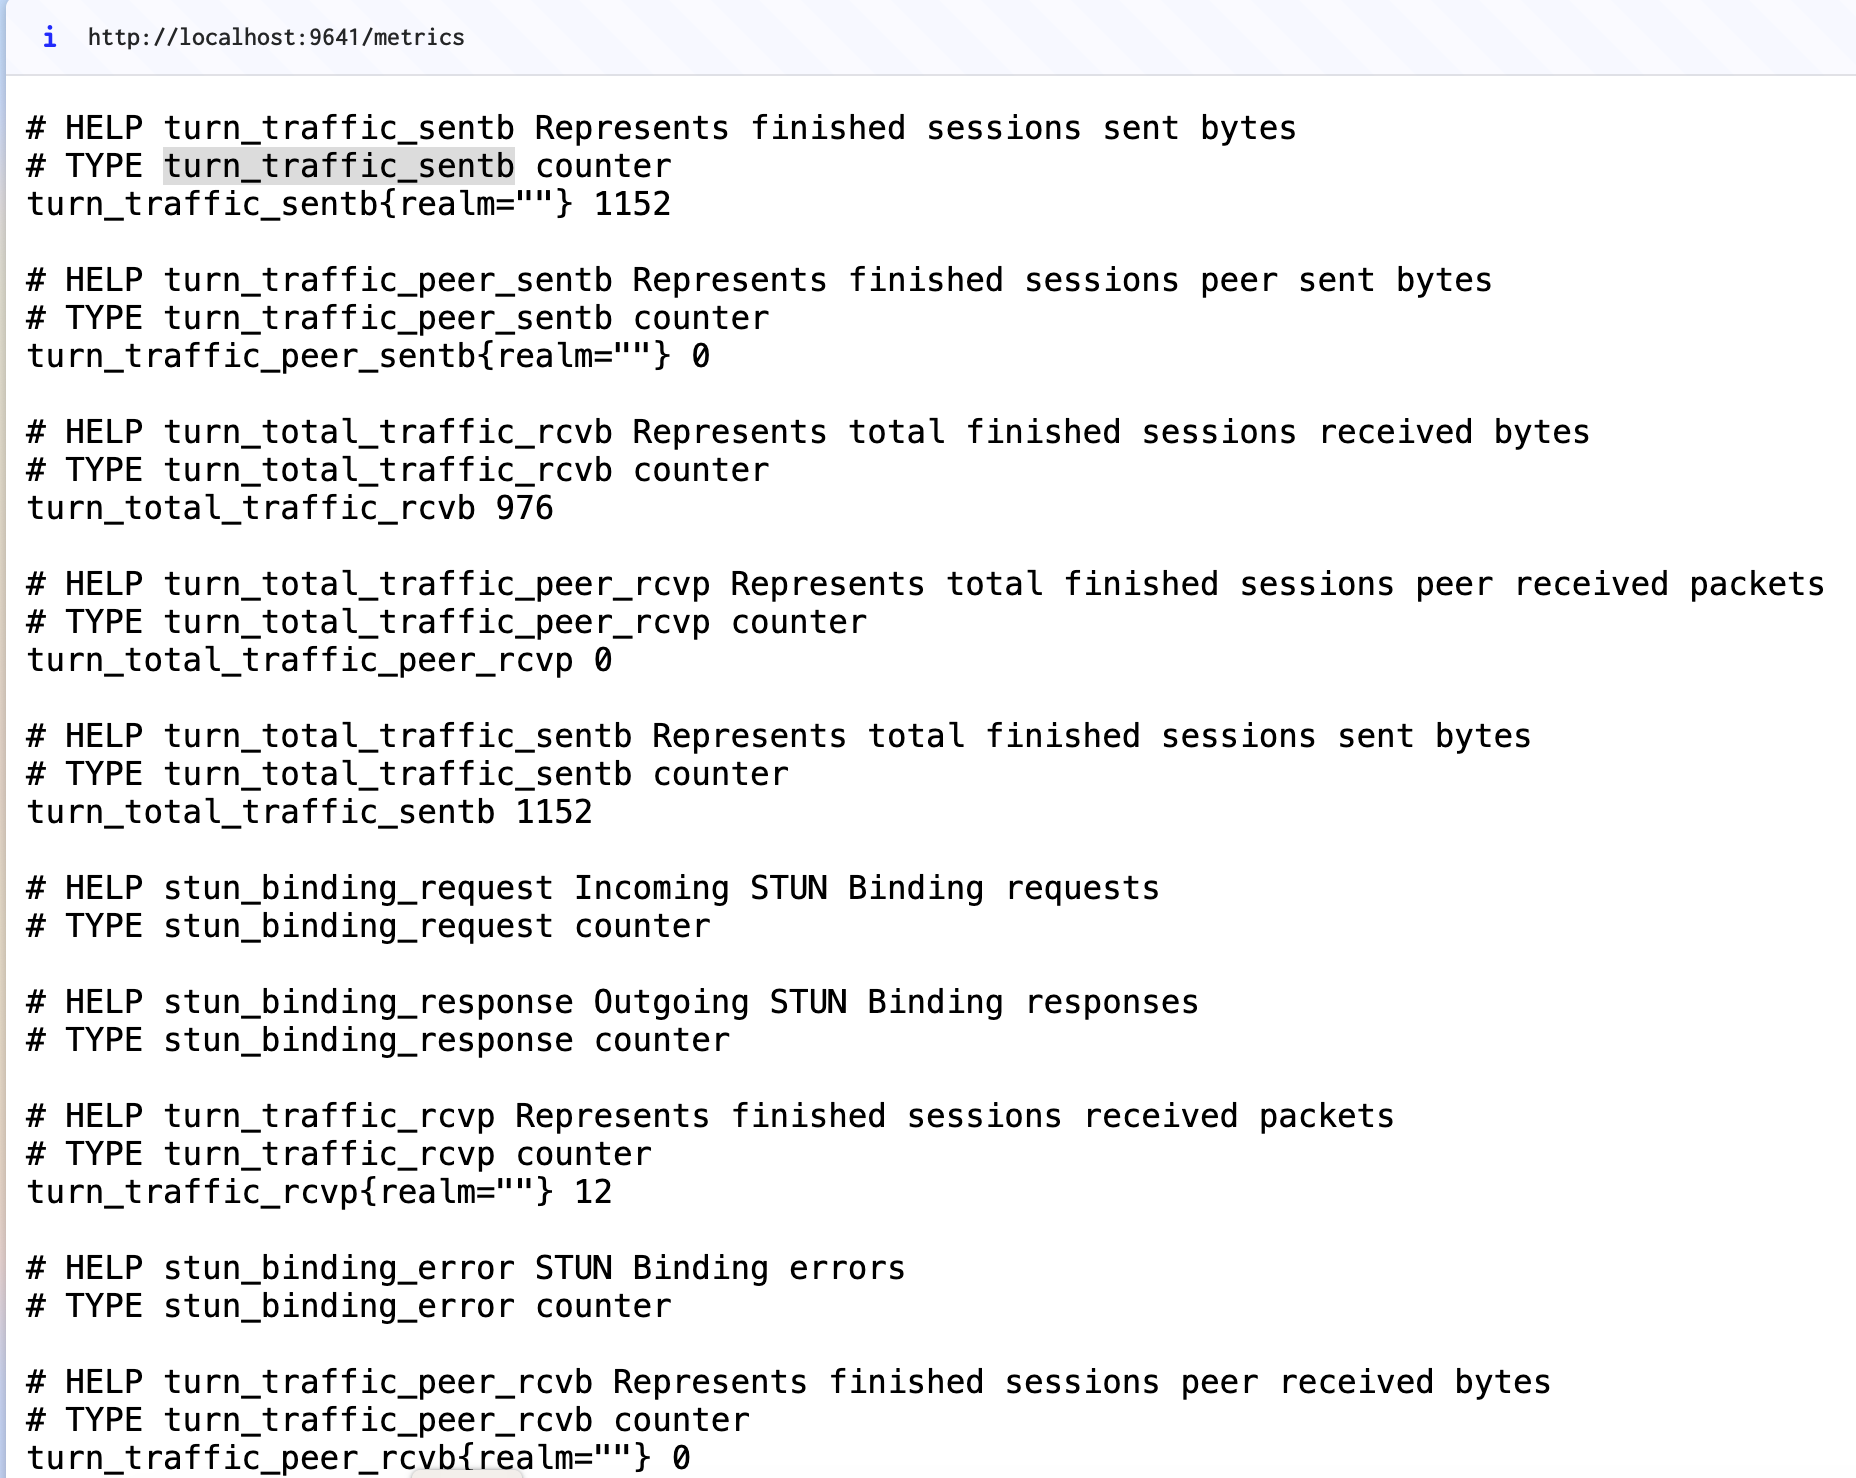 i http://localhost:9641/metrics
# HELP turn_traffic_sentb Represents finished sessions sent bytes
# TYPE turn_traffic_sentb counter
turn_traffic_sentb{realm=""} 1152
# HELP turn_traffic_peer_sentb Represents finished sessions peer sent bytes
# TYPE turn_traffic_peer_sentb counter
turn_traffic_peer_sentb{realm=""} 0
# HELP turn_total_traffic_rcvb Represents total finished sessions received bytes
# TYPE turn_total_traffic_rcvb counter
turn_total_traffic_rcvb 976
# HELP turn_total_traffic_peer_rcvp Represents total finished sessions peer received packets
# TYPE turn_total_traffic_peer_rcvp counter
turn_total_traffic_peer_rcvp 0
# HELP turn_total_traffic_sentb Represents total finished sessions sent bytes
# TYPE turn_total_traffic_sentb counter
turn_total_traffic_sentb 1152
# HELP stun_binding_request Incoming STUN Binding requests
# TYPE stun_binding_request counter
# HELP stun_binding_response Outgoing STUN Binding responses
# TYPE stun_binding_response counter
# HELP turn_traffic_rcvp Represents finished sessions received packets
# TYPE turn_traffic_rcvp counter
turn_traffic_rcvp{realm=""} 12
# HELP stun_binding_error STUN Binding errors
# TYPE stun_binding_error counter
# HELP turn_traffic_peer_rcvb Represents finished sessions peer received bytes
# TYPE turn_traffic_peer_rcvb counter
turn_traffic_peer_rcvb{realm=""} 0